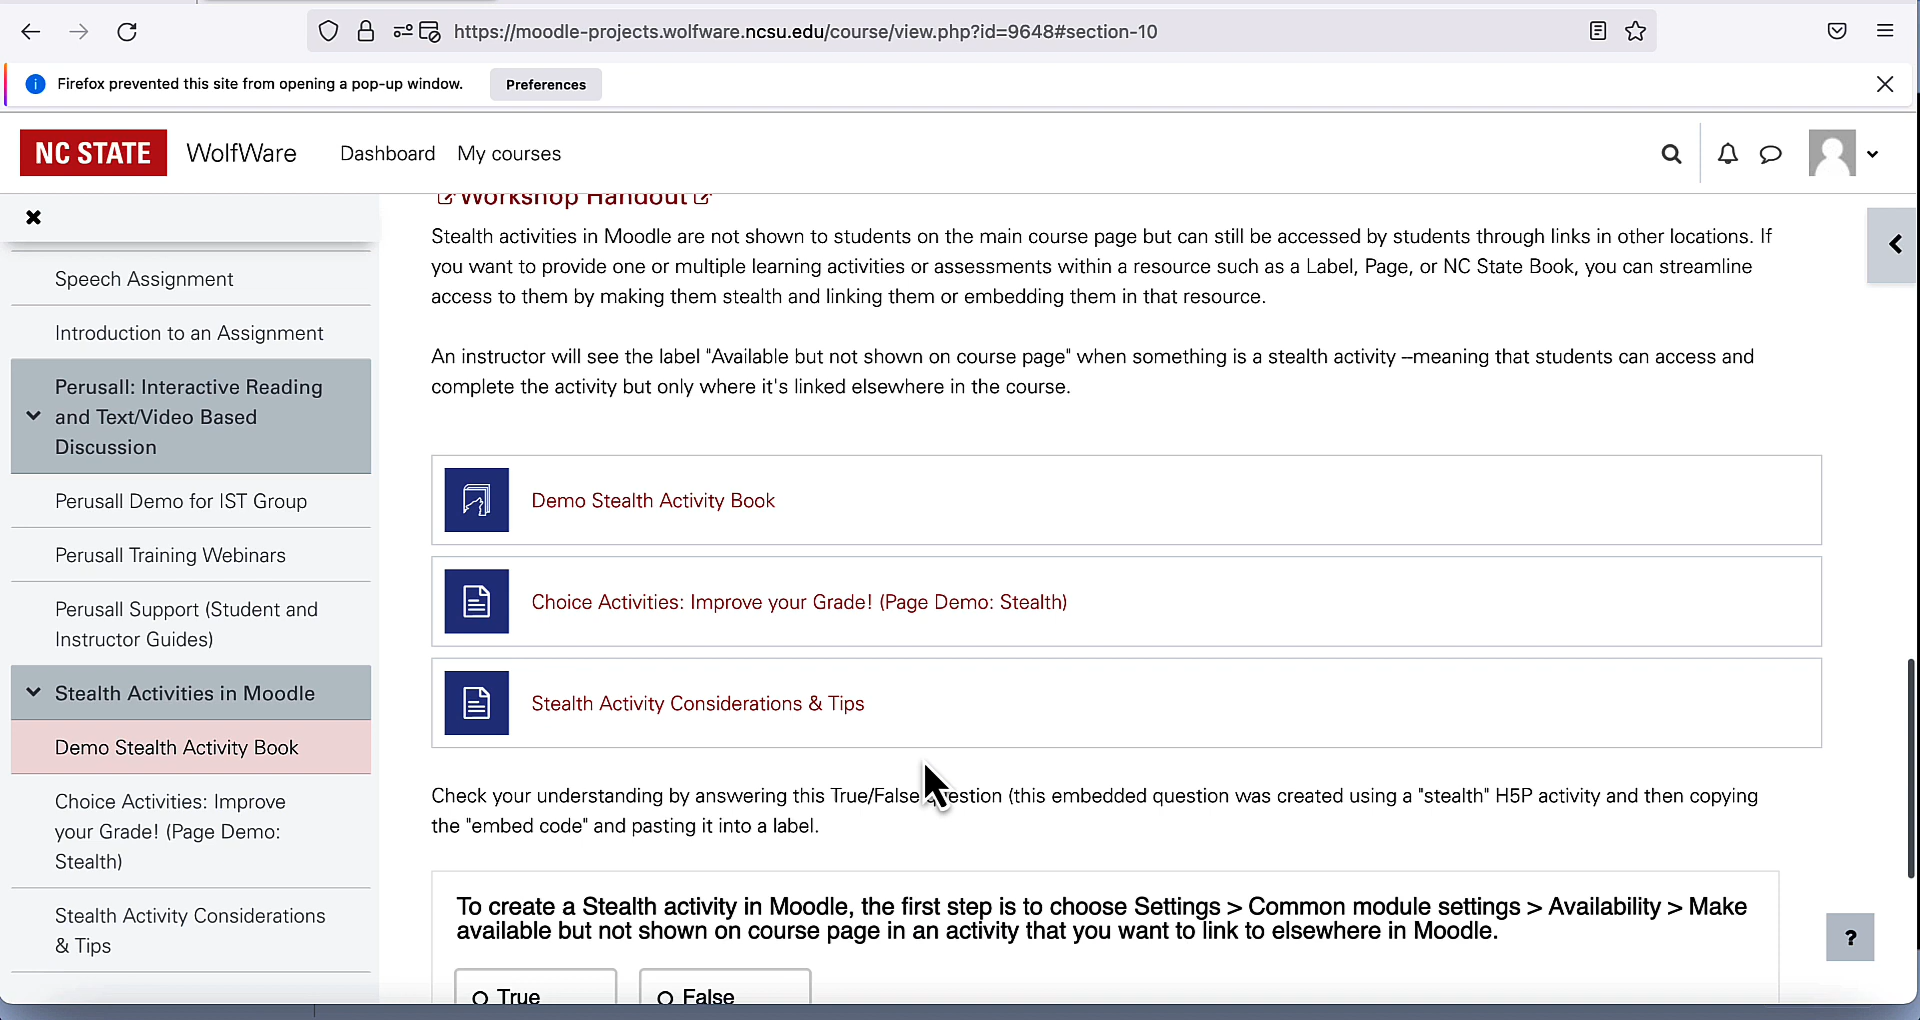 https://moodle-projects.wolfware.ncsu.edu/course/view.php?id=9648#section-10
Firefox prevented this site from opening a pop-up window.
Preferences
NC STATE
WolfWare
Dashboard
My courses
Speech Assignment
Introduction to an Assignment
Perusall: Interactive Reading
and Text/Video Based
Discussion
Perusall Demo for IST Group
Perusall Training Webinars
Perusall Support (Student and
Instructor Guides)
Stealth Activities in Moodle
Demo Stealth Activity Book
Choice Activities: Improve
your Grade! (Page Demo:
Stealth)
Stealth Activity Considerations
& Tips
Workshop Handout
Stealth activities in Moodle are not shown to students on the main course page but can still be accessed by students through links in other locations. If
you want to provide one or multiple learning activities or assessments within a resource such as a Label, Page, or NC State Book, you can streamline
access to them by making them stealth and linking them or embedding them in that resource.
An instructor will see the label "Available but not shown on course page" when something is a stealth activity --meaning that students can access and
complete the activity but only where it's linked elsewhere in the course.
Demo Stealth Activity Book
Choice Activities: Improve your Grade! (Page Demo: Stealth)
Stealth Activity Considerations & Tips
Check your understanding by answering this True/False question (this embedded question was created using a "stealth" H5P activity and then copying
the "embed code" and pasting it into a label.
To create a Stealth activity in Moodle, the first step is to choose Settings > Common module settings > Availability > Make
available but not shown on course page in an activity that you want to link to elsewhere in Moodle.
True
False
?